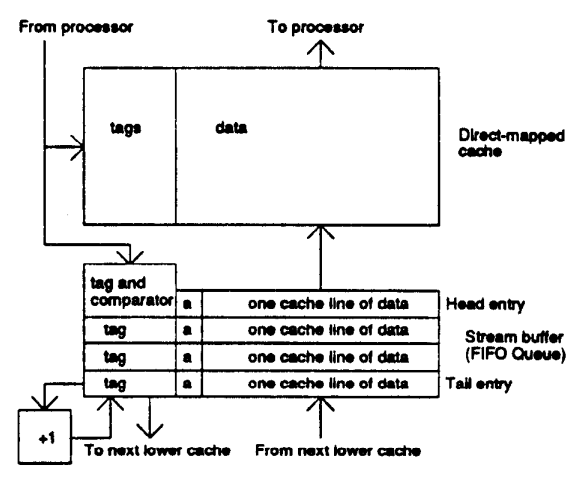 From processor
To processor
tags
data
Direct-mapped
cache
tag and
comparator
a
one cache line of data
Head entry
tag
a
one cache line of data
Stream buffer
(FIFO Queue)
tag
a
one cache line of data
tag
a
one cache line of data
Tail entry
+1
To next lower cache
From next lower cache